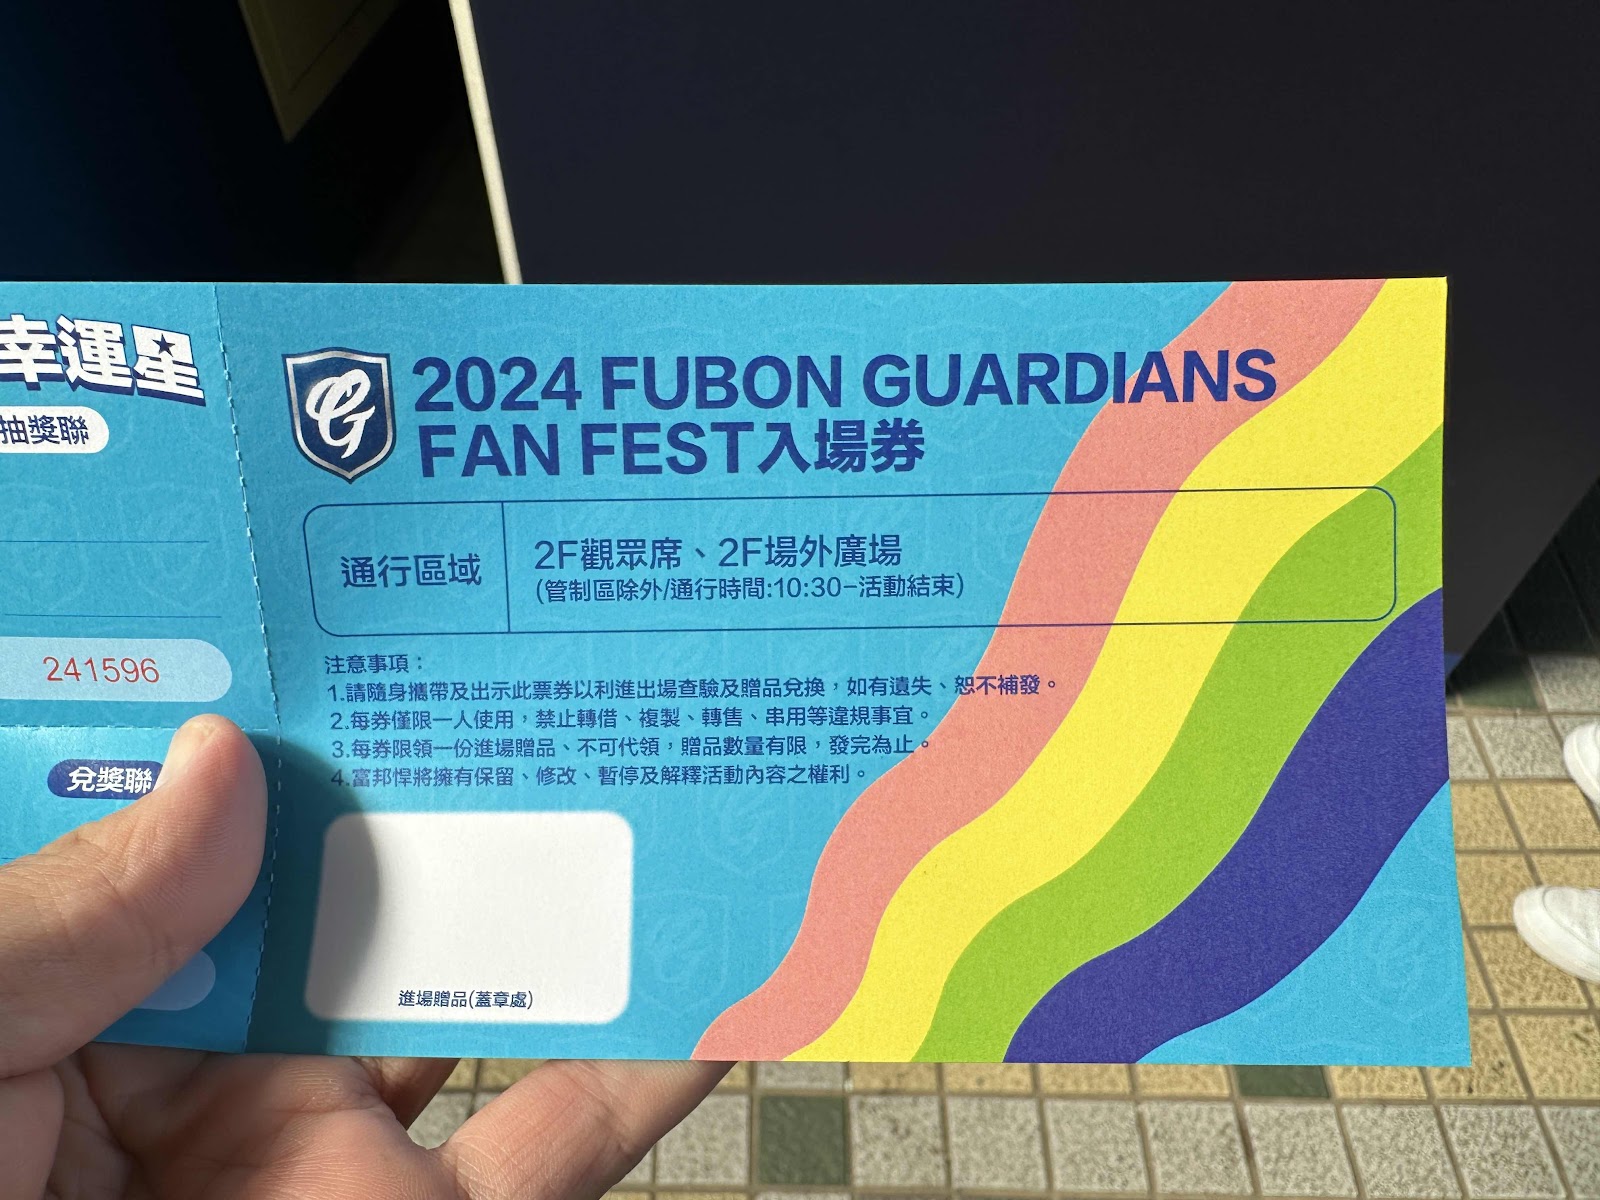 幸運星
抽獎聯
241596
兌獎聯
2024 FUBON GUARDIANS
FAN FEST入場券
通行區域
2F觀眾席、2F場外廣場
(管制區除外/通行時間:10:30-活動結束)
注意事項：
1.請隨身攜帶及出示此票券以利進出場查驗及贈品兌換，如有遺失、恕不補發。
2.每券僅限一人使用，禁止轉借、複製、轉售、串用等違規事宜。
3.每券限領一份進場贈品、不可代領，贈品數量有限，發完為止。
4.富邦悍將擁有保留、修改、暫停及解釋活動內容之權利。
進場贈品(蓋章處)